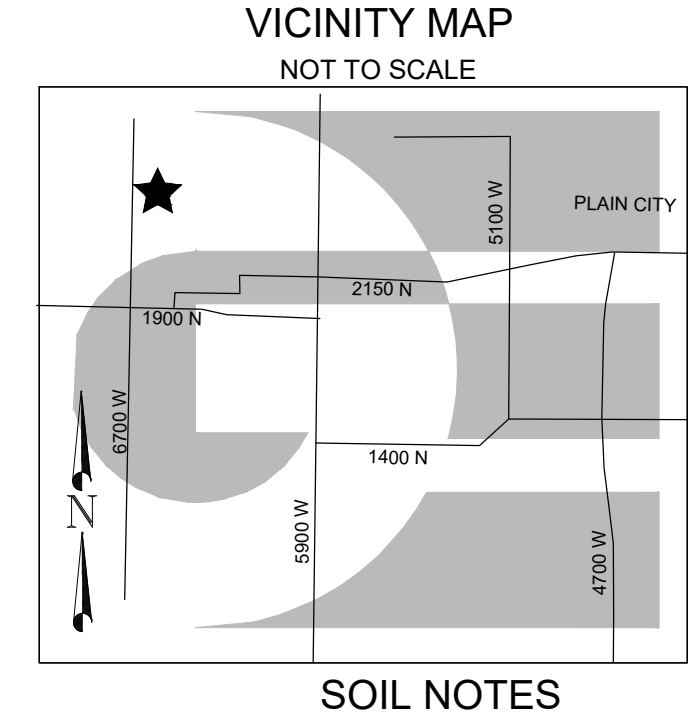 VICINITY MAP
NOT TO SCALE
5100 W
PLAIN CITY
2150 N
1900 N
6700 W
1400 N
N
5900 W
4700 W
SOIL NOTES